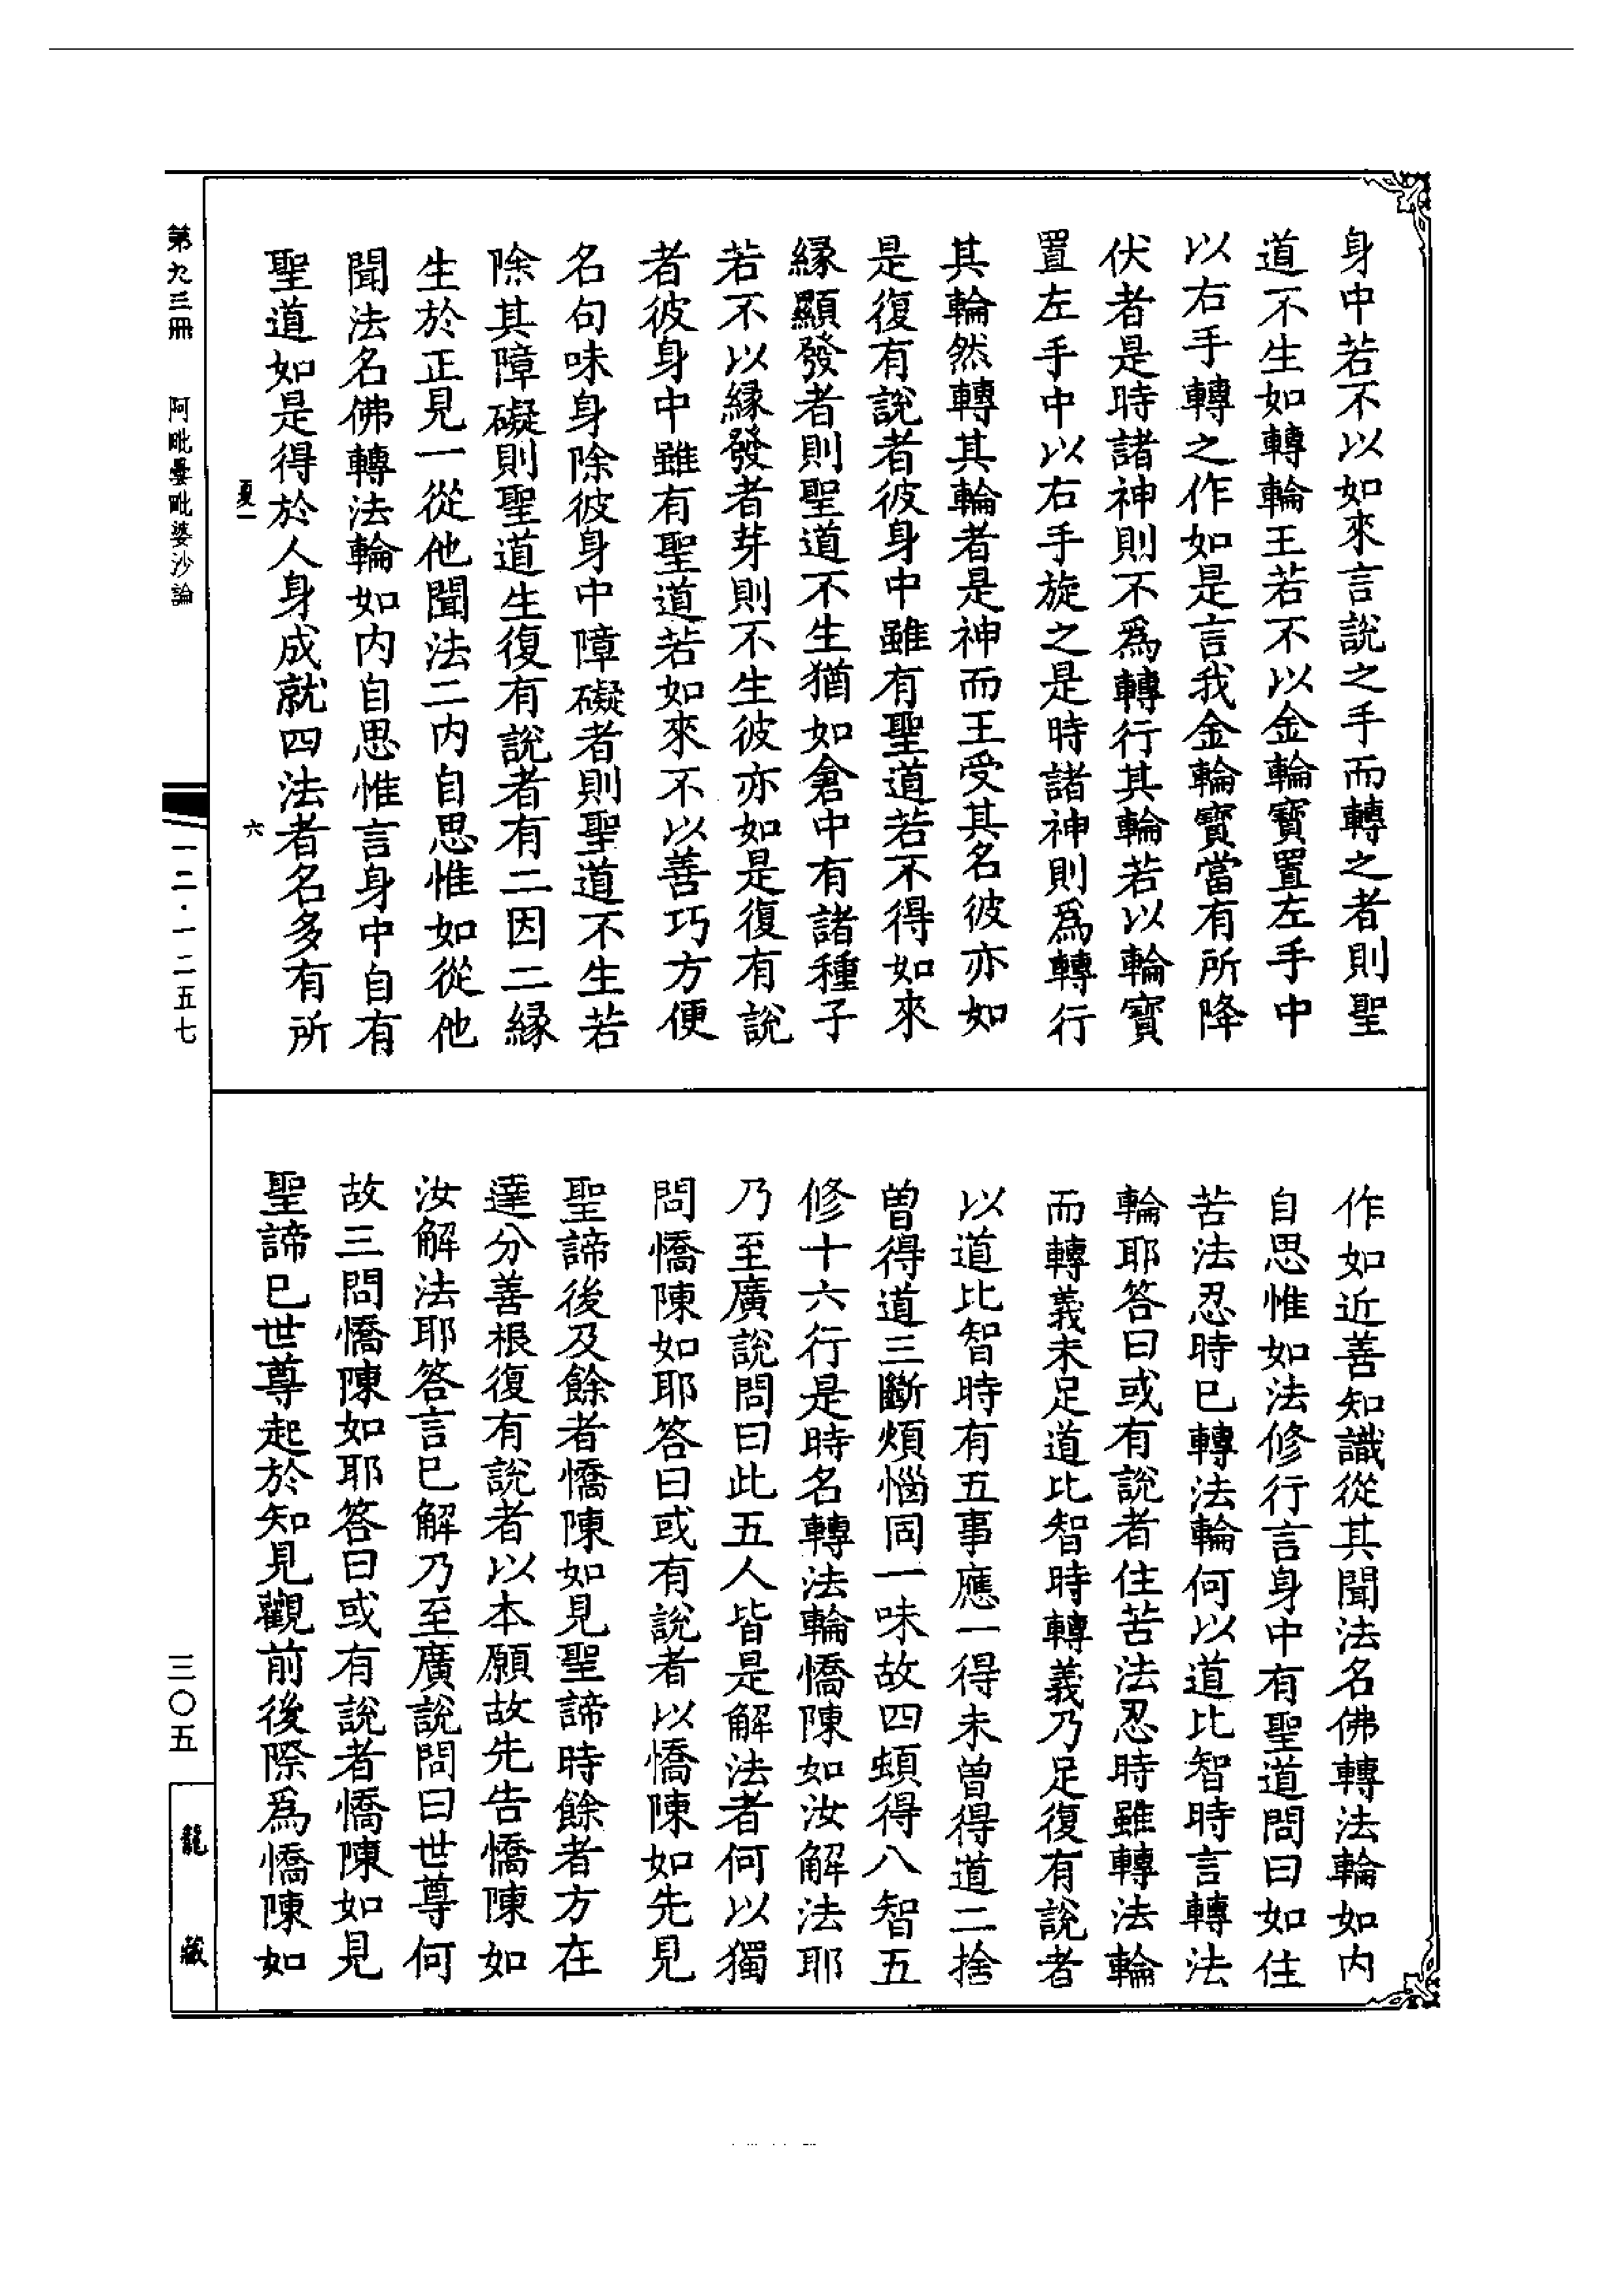 身中若不以如來言說之手而轉之者則聖
道不生如轉輪王若不以金輪寶置左手中
以右手轉之作如是言我金輪寶當有所降
伏者是時諸神則不爲轉行其輪若以輪寶
置左手中以右手旋之是時諸神則爲轉行
其輪然轉其輪者是神而王受其名彼亦如
是復有說者彼身中雖有聖道若不得如來
緣顯發者則聖道不生猶如倉中有諸種子
若不以緣發者芽則不生彼亦如是復有說
者彼身中雖有聖道若如來不以善巧方便
名句味身除彼身中障礙者則聖道不生若
除其障礙則聖道生復有說者有二因二緣
生於正見一從他聞法二內自思惟如從他
聞法名佛轉法輪如內自思惟言身中自有
聖道如是得於人身成就四法者名多有所
作如近善知識從其聞法名佛轉法輪如內
自思惟如法修行言身中有聖道問曰如住
苦法忍時已轉法輪何以道比智時言轉法
輪耶答曰或有說者住苦法忍時雖轉法輪
而轉義未足道比智時轉義乃足復有說者
以道比智時有五事應一得未曾得道二捨
曾得道三斷煩惱同一味故四頓得八智五
修十六行是時名轉法輪憍陳如汝解法耶
乃至廣說問曰此五人皆是解法者何以獨
問憍陳如耶答曰或有說者以憍陳如先見
聖諦後及餘者憍陳如見聖諦時餘者方在
達分善根復有說者以本願故先告憍陳如
汝解法耶答言已解乃至廣說問曰世尊何
故三問憍陳如耶答曰或有說者憍陳如見
聖諦已世尊起於知見觀前後際爲憍陳如
夏一
六
第九三冊 阿毗曇毗婆沙論
一二·一二五七
三〇五
龍藏